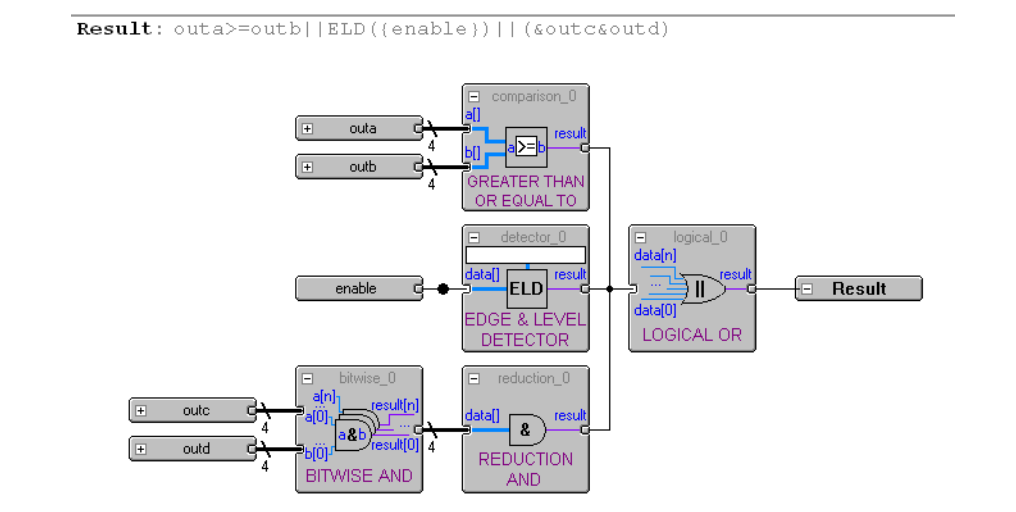 Result: outa>=outb||ELD({enable})||(&outc&outd)
comparison_0
a[]
outa
4
result
a>=b
b[]
outb
4
GREATER THAN
OR EQUAL TO
detector_0
logical_0
data[n]
data[]
result
result
enable
ELD
...
||
Result
data[0]
EDGE & LEVEL
DETECTOR
LOGICAL OR
bitwise_0
reduction_0
a[n]
result[n]
outc
...
a[0]
data[]
result
4
a&b
...
&
outd
...
b[0]
result[0]
4
4
REDUCTION
AND
BITWISE AND